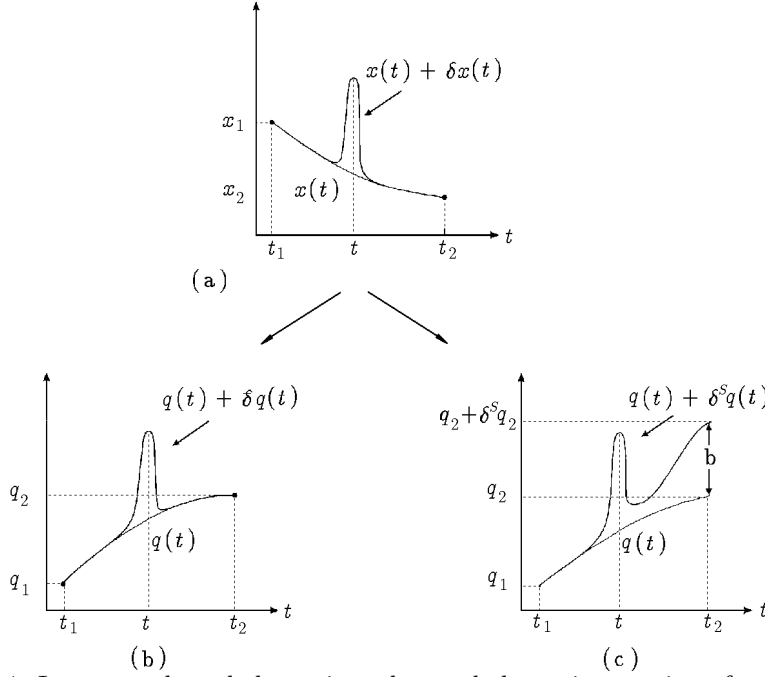 x(t) + δx(t)
x₁
x₂
x(t)
t₁
t
t₂
t
(a)
q(t) + δq(t)
q₂
q(t)
q₁
t₁
t
t₂
t
(b)
q(t) + δˢq(t)
q₂+δˢq₂
b
q₂
q(t)
q₁
t₁
t
t₂
t
(c)